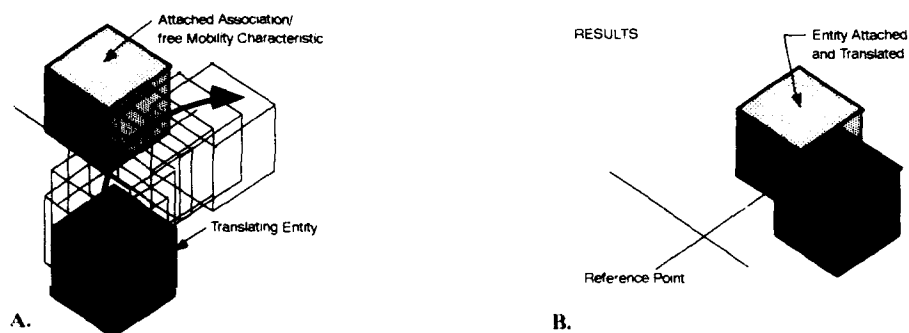 Attached Association/
free Mobility Characteristic
Translating Entity
A.
RESULTS
Entity Attached
and Translated
Reference Point
B.